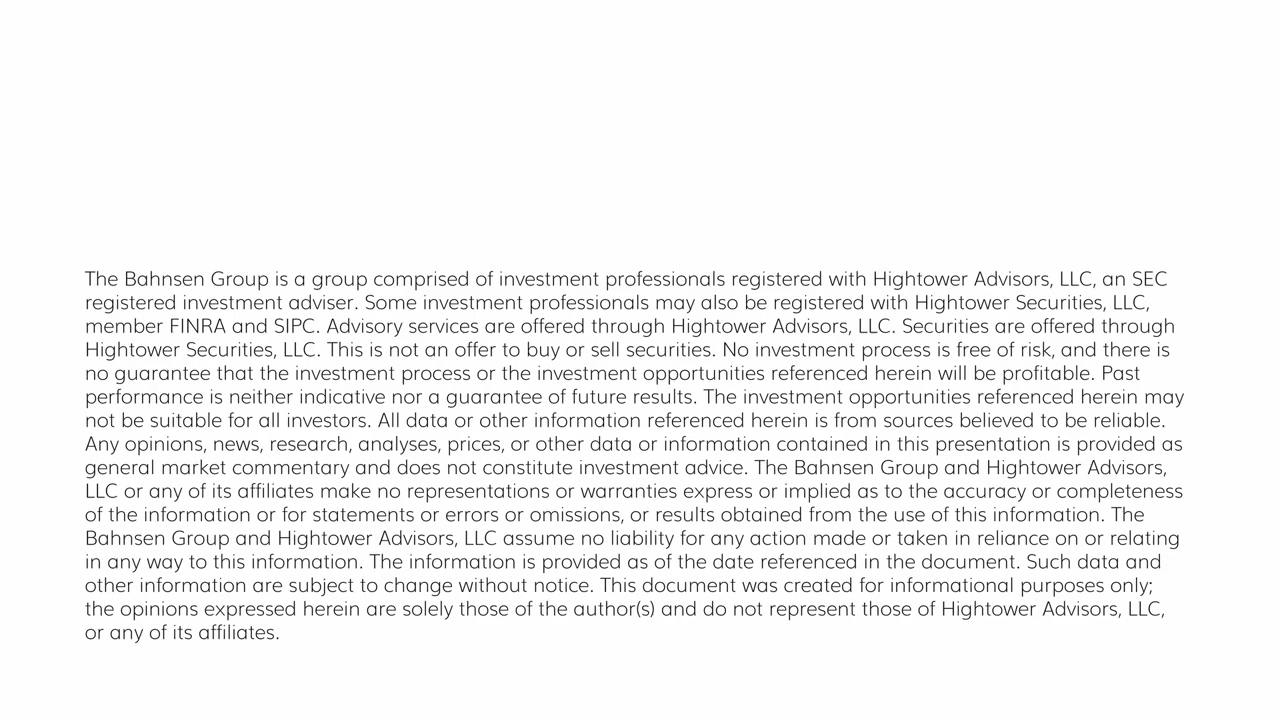 The Bahnsen Group is a group comprised of investment professionals registered with Hightower Advisors, LLC, an SEC
registered investment adviser. Some investment professionals may also be registered with Hightower Securities, LLC,
member FINRA and SIPC. Advisory services are offered through Hightower Advisors, LLC. Securities are offered through
Hightower Securities, LLC. This is not an offer to buy or sell securities. No investment process is free of risk, and there is
no guarantee that the investment process or the investment opportunities referenced herein will be profitable. Past
performance is neither indicative nor a guarantee of future results. The investment opportunities referenced herein may
not be suitable for all investors. All data or other information referenced herein is from sources believed to be reliable.
Any opinions, news, research, analyses, prices, or other data or information contained in this presentation is provided as
general market commentary and does not constitute investment advice. The Bahnsen Group and Hightower Advisors,
LLC or any of its affiliates make no representations or warranties express or implied as to the accuracy or completeness
of the information or for statements or errors or omissions, or results obtained from the use of this information. The
Bahnsen Group and Hightower Advisors, LLC assume no liability for any action made or taken in reliance on or relating
in any way to this information. The information is provided as of the date referenced in the document. Such data and
other information are subject to change without notice. This document was created for informational purposes only;
the opinions expressed herein are solely those of the author(s) and do not represent those of Hightower Advisors, LLC,
or any of its affiliates.